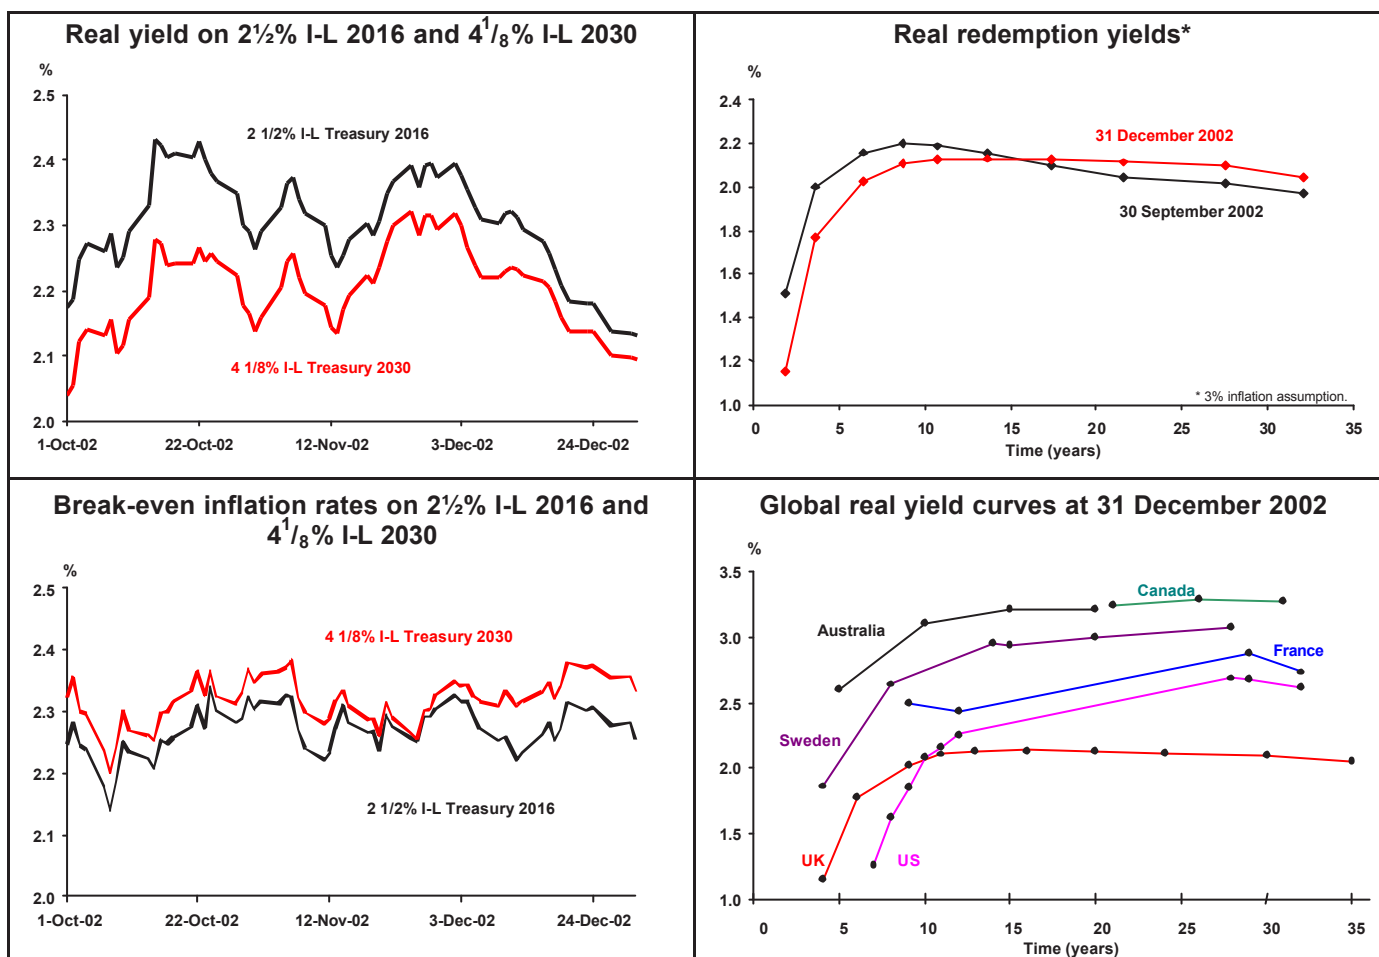 Real yield on 2½% I-L 2016 and 4¹/₈% I-L 2030
%
2.5
2.4
2.3
2.2
2.1
2.0
2 1/2% I-L Treasury 2016
4 1/8% I-L Treasury 2030
1-Oct-02 22-Oct-02 12-Nov-02 3-Dec-02 24-Dec-02
Real redemption yields*
%
2.4
2.2
2.0
1.8
1.6
1.4
1.2
1.0
31 December 2002
30 September 2002
* 3% inflation assumption.
0 5 10 15 20 25 30 35
Time (years)
Break-even inflation rates on 2½% I-L 2016 and
4¹/₈% I-L 2030
%
2.5
2.4
2.3
2.2
2.1
2.0
4 1/8% I-L Treasury 2030
2 1/2% I-L Treasury 2016
1-Oct-02 22-Oct-02 12-Nov-02 3-Dec-02 24-Dec-02
Global real yield curves at 31 December 2002
%
3.5
3.0
2.5
2.0
1.5
1.0
Canada
Australia
France
Sweden
UK
US
0 5 10 15 20 25 30 35
Time (years)